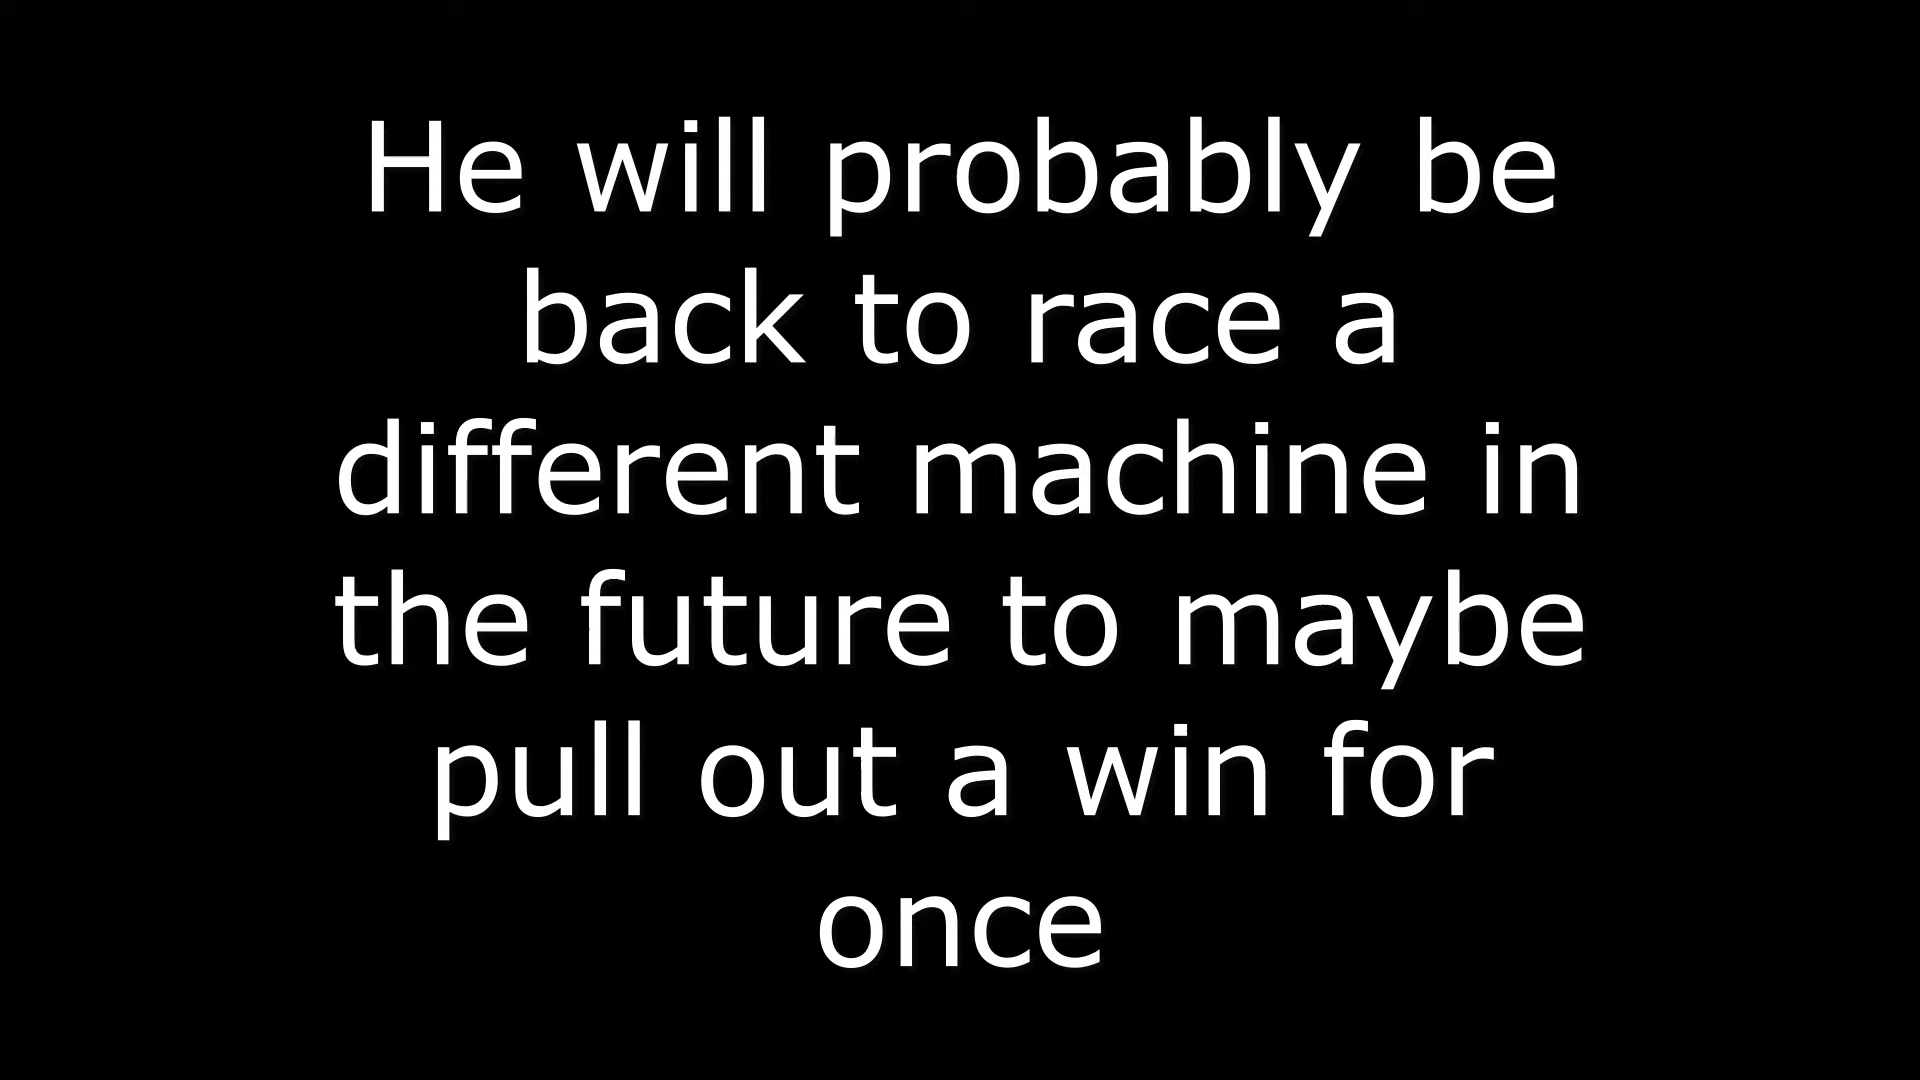 He will probably be
back to race a
different machine in
the future to maybe
pull out a win for
once